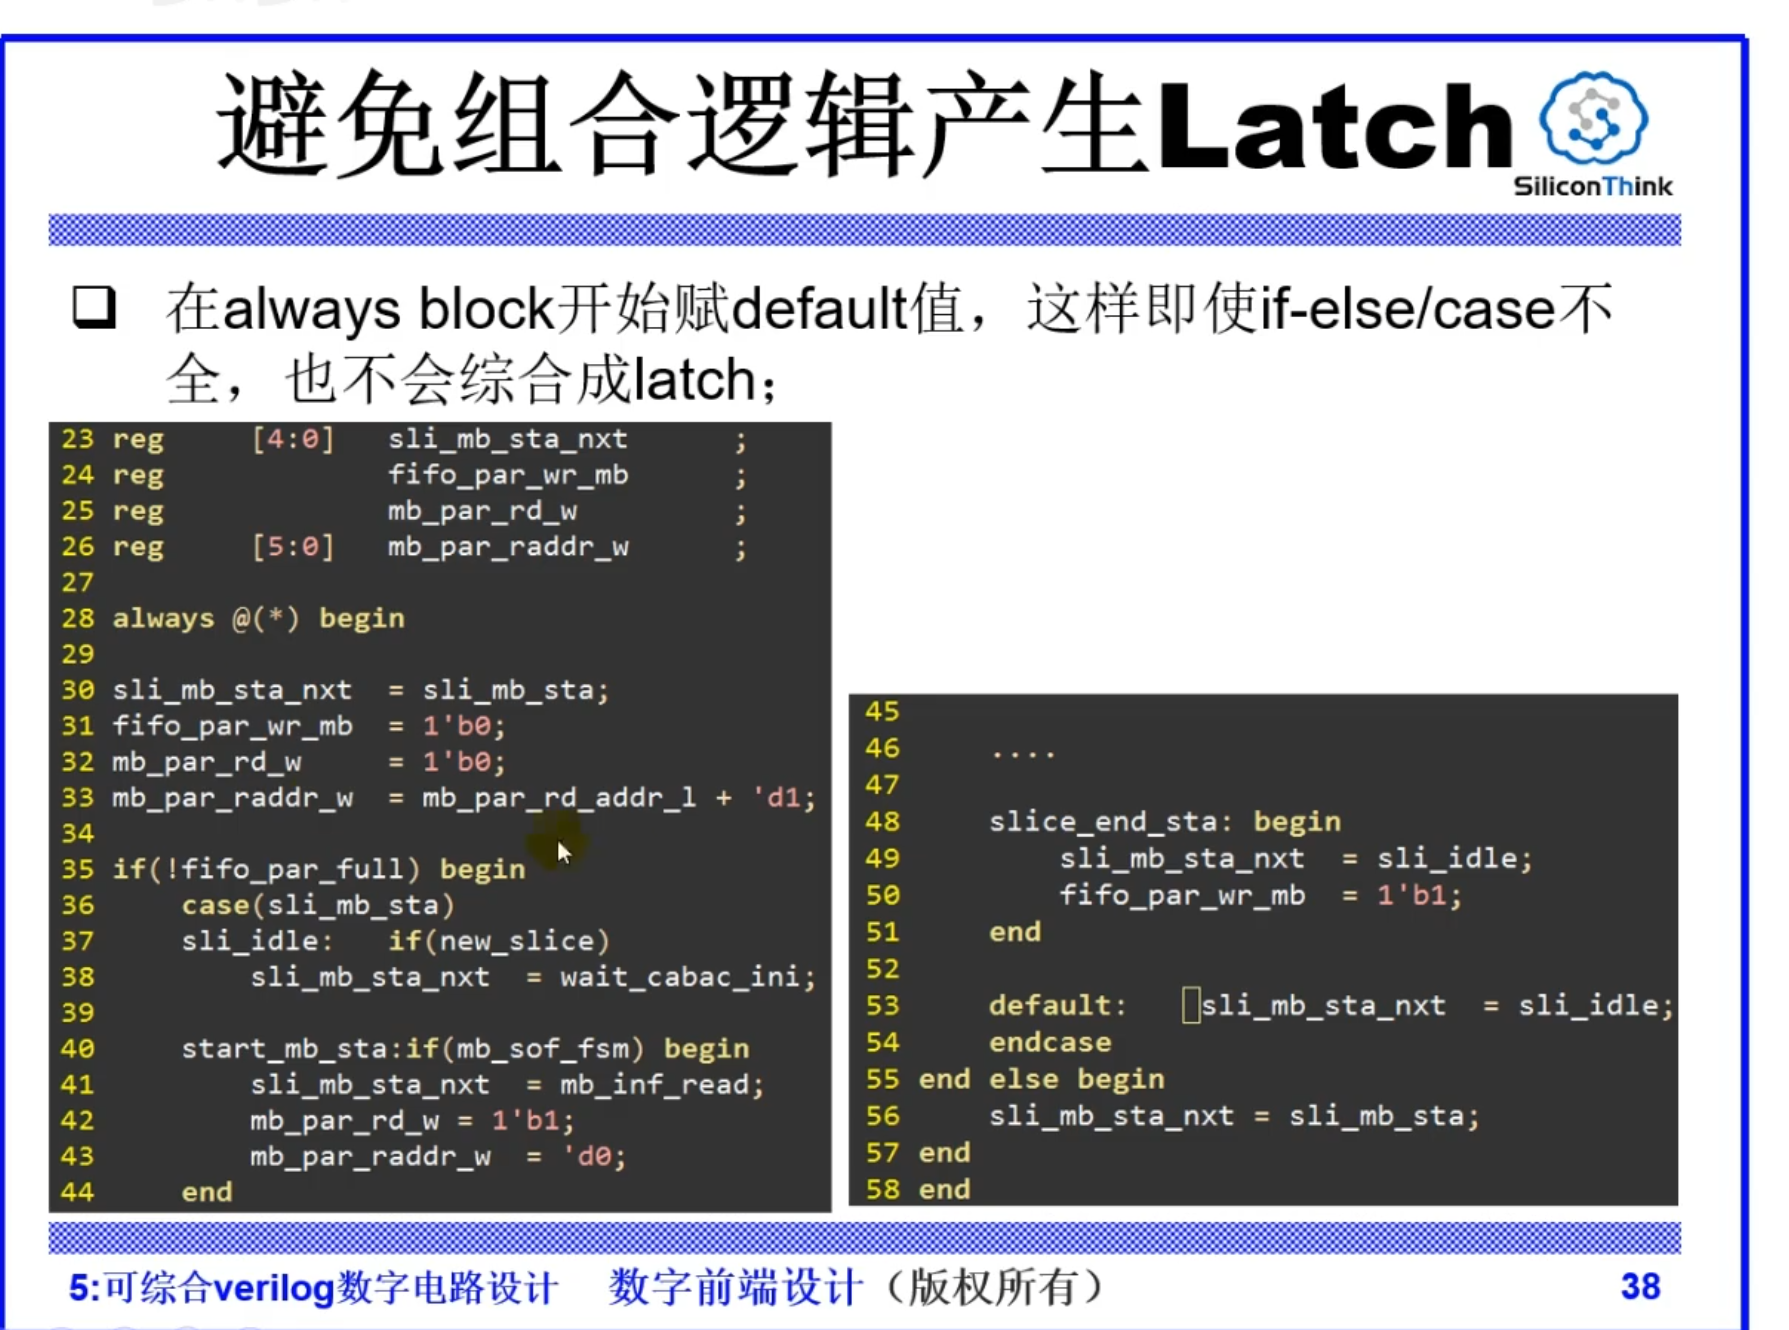 避免组合逻辑产生Latch
SiliconThink
在always block开始赋default值，这样即使if-else/case不
全，也不会综合成latch；
23 reg [4:0] sli_mb_sta_nxt ;
24 reg fifo_par_wr_mb ;
25 reg mb_par_rd_w ;
26 reg [5:0] mb_par_raddr_w ;
27
28 always @(*) begin
29
30 sli_mb_sta_nxt = sli_mb_sta;
31 fifo_par_wr_mb = 1'b0;
32 mb_par_rd_w = 1'b0;
33 mb_par_raddr_w = mb_par_rd_addr_l + 'd1;
34
35 if(!fifo_par_full) begin
36 case(sli_mb_sta)
37 sli_idle: if(new_slice)
38 sli_mb_sta_nxt = wait_cabac_ini;
39
40 start_mb_sta:if(mb_sof_fsm) begin
41 sli_mb_sta_nxt = mb_inf_read;
42 mb_par_rd_w = 1'b1;
43 mb_par_raddr_w = 'd0;
44 end
45
46 ....
47
48 slice_end_sta: begin
49 sli_mb_sta_nxt = sli_idle;
50 fifo_par_wr_mb = 1'b1;
51 end
52
53 default: sli_mb_sta_nxt = sli_idle;
54 endcase
55 end else begin
56 sli_mb_sta_nxt = sli_mb_sta;
57 end
58 end
5:可综合verilog数字电路设计 数字前端设计（版权所有） 38